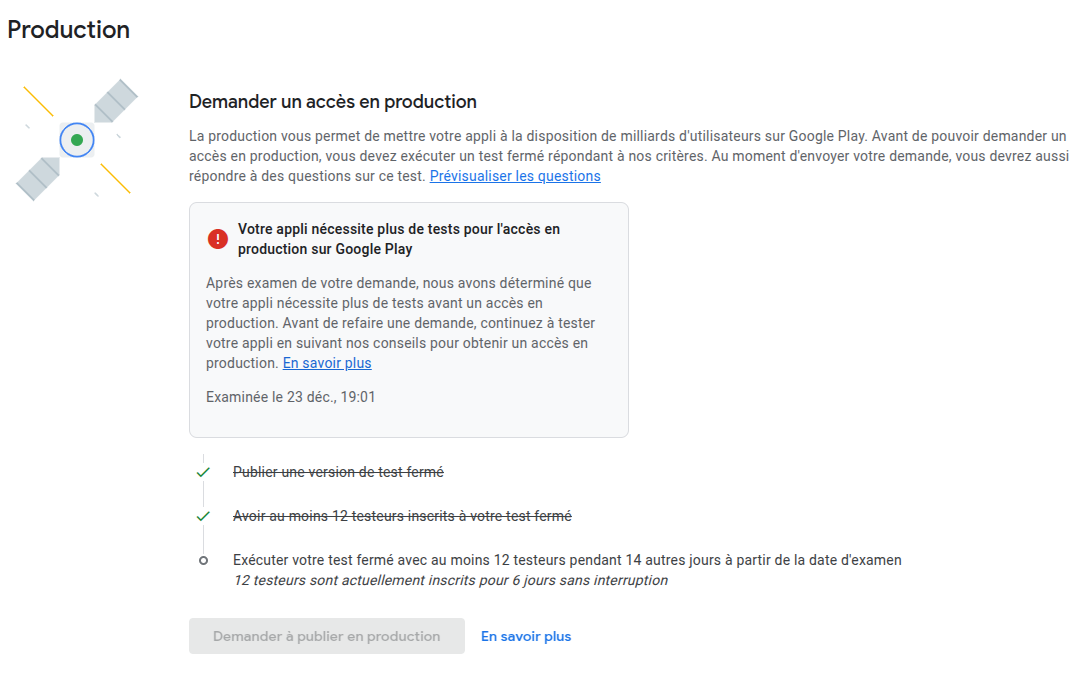 Production
Demander un accès en production
La production vous permet de mettre votre appli à la disposition de milliards d'utilisateurs sur Google Play. Avant de pouvoir demander un
accès en production, vous devez exécuter un test fermé répondant à nos critères. Au moment d'envoyer votre demande, vous devrez aussi
répondre à des questions sur ce test. Prévisualiser les questions
Votre appli nécessite plus de tests pour l'accès en
production sur Google Play
Après examen de votre demande, nous avons déterminé que
votre appli nécessite plus de tests avant un accès en
production. Avant de refaire une demande, continuez à tester
votre appli en suivant nos conseils pour obtenir un accès en
production. En savoir plus
Examinée le 23 déc., 19:01
Publier une version de test fermé
Avoir au moins 12 testeurs inscrits à votre test fermé
Exécuter votre test fermé avec au moins 12 testeurs pendant 14 autres jours à partir de la date d'examen
12 testeurs sont actuellement inscrits pour 6 jours sans interruption
Demander à publier en production En savoir plus